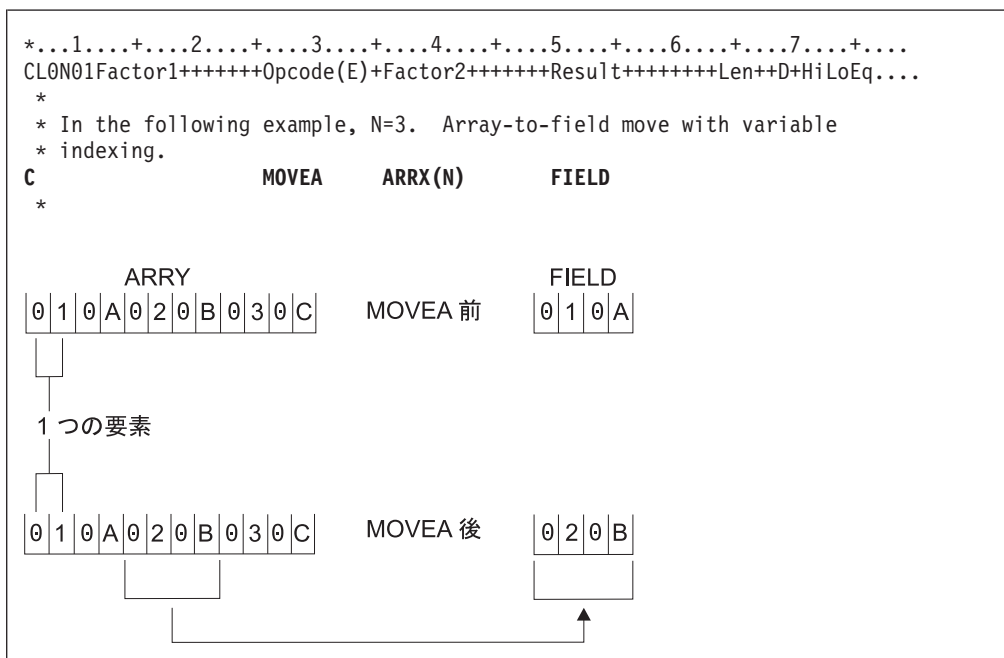 *...1....+....2....+....3....+....4....+....5....+....6....+....7....+....
CL0N01Factor1+++++++Opcode(E)+Factor2+++++++Result++++++++Len++D+HiLoEq....
*
* In the following example, N=3.  Array-to-field move with variable
* indexing.
C                   MOVEA     ARRX(N)       FIELD
*
ARRY FIELD
0 1 0 A 0 2 0 B 0 3 0 C MOVEA 前 0 1 0 A
1 つの要素
0 1 0 A 0 2 0 B 0 3 0 C MOVEA 後 0 2 0 B